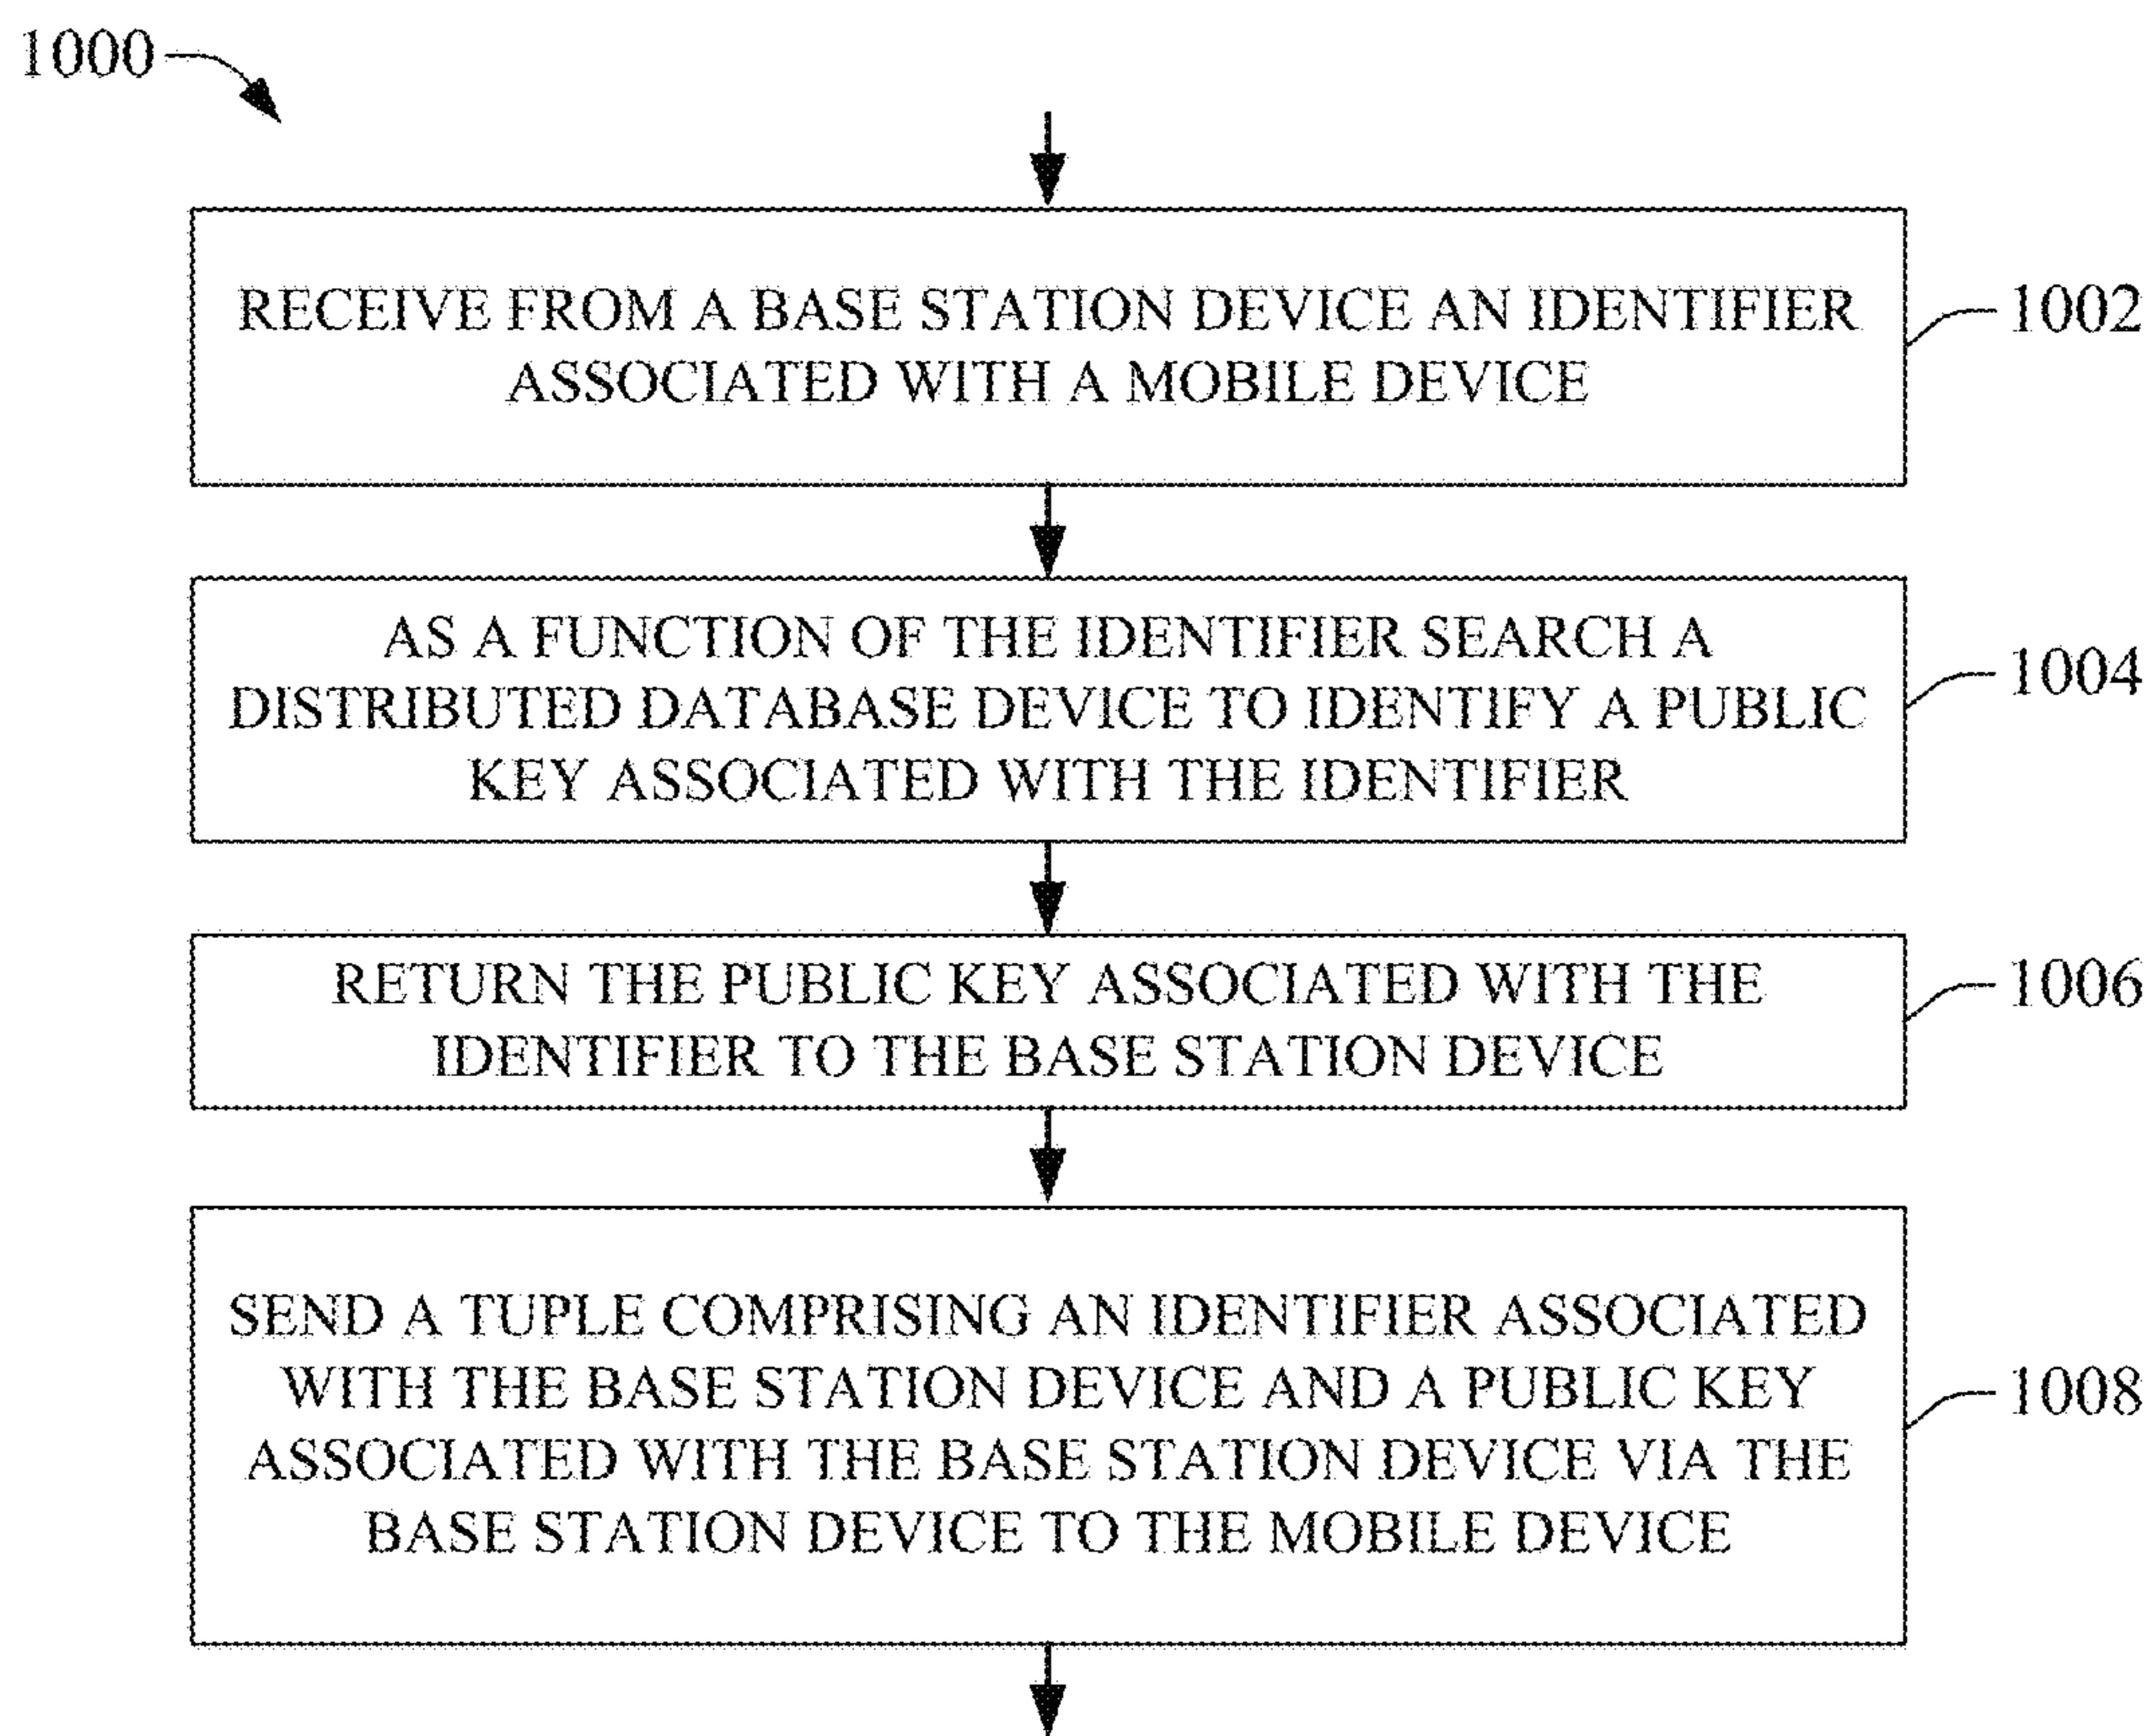 1000
RECEIVE FROM A BASE STATION DEVICE AN IDENTIFIER
ASSOCIATED WITH A MOBILE DEVICE
1002
AS A FUNCTION OF THE IDENTIFIER SEARCH A
DISTRIBUTED DATABASE DEVICE TO IDENTIFY A PUBLIC
KEY ASSOCIATED WITH THE IDENTIFIER
1004
RETURN THE PUBLIC KEY ASSOCIATED WITH THE
IDENTIFIER TO THE BASE STATION DEVICE
1006
SEND A TUPLE COMPRISING AN IDENTIFIER ASSOCIATED
WITH THE BASE STATION DEVICE AND A PUBLIC KEY
ASSOCIATED WITH THE BASE STATION DEVICE VIA THE
BASE STATION DEVICE TO THE MOBILE DEVICE
1008